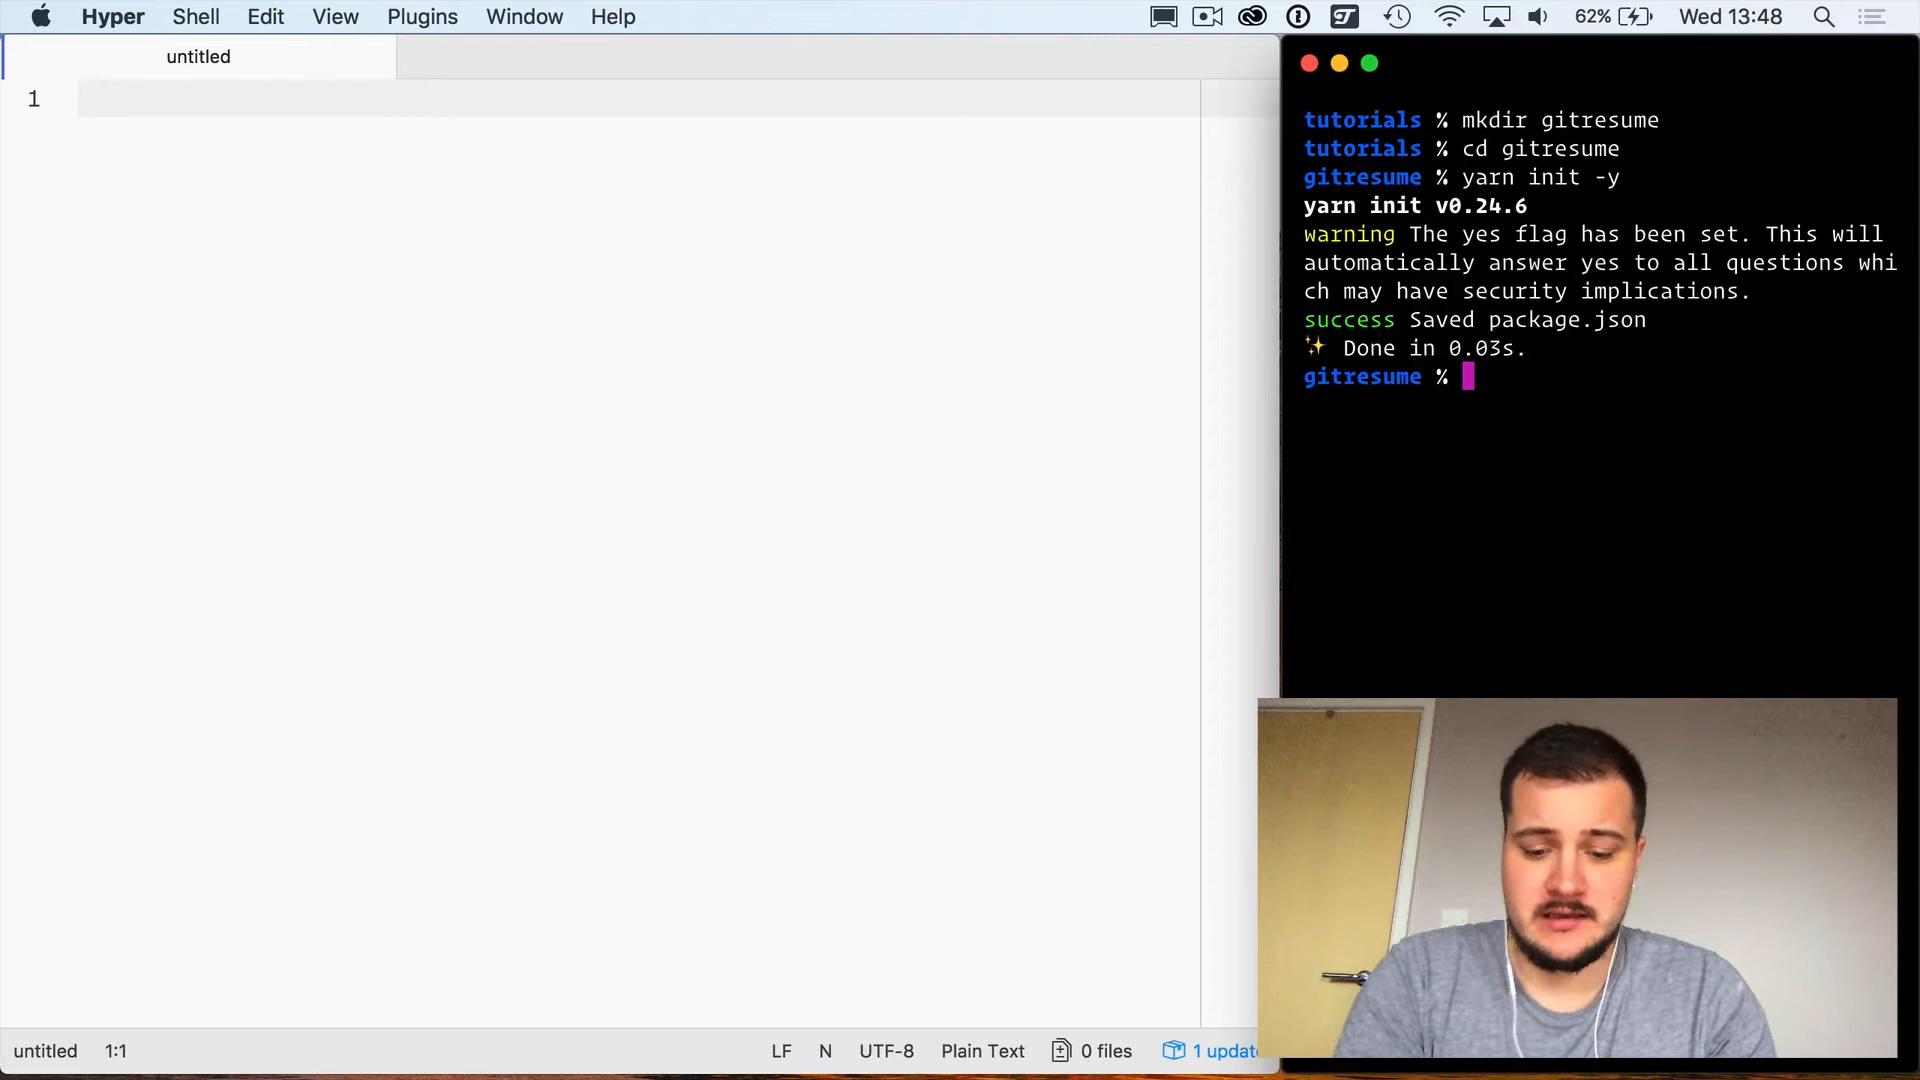 Hyper Shell Edit View Plugins Window Help 62% Wed 13:48
untitled
1
tutorials % mkdir gitresume
tutorials % cd gitresume
gitresume % yarn init -y
yarn init v0.24.6
warning The yes flag has been set. This will
automatically answer yes to all questions whi
ch may have security implications.
success Saved package.json
✨ Done in 0.03s.
gitresume %
untitled 1:1 LF N UTF-8 Plain Text 0 files 1 update